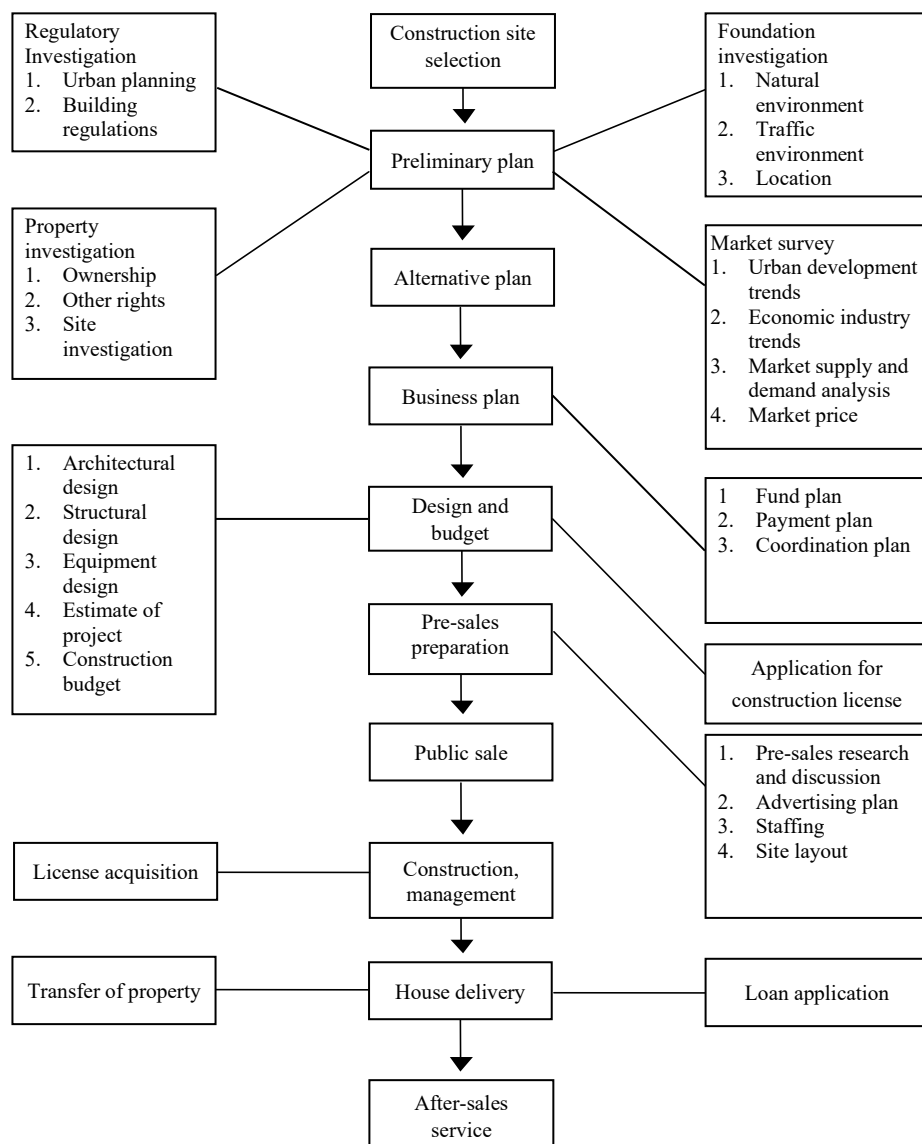 Regulatory
Investigation
1. Urban planning
2. Building
regulations
Construction site
selection
Foundation
investigation
1. Natural
environment
2. Traffic
environment
3. Location
Preliminary plan
Property
investigation
1. Ownership
2. Other rights
3. Site
investigation
Alternative plan
Market survey
1. Urban development
trends
2. Economic industry
trends
3. Market supply and
demand analysis
4. Market price
Business plan
1. Architectural
design
2. Structural
design
3. Equipment
design
4. Estimate of
project
5. Construction
budget
Design and
budget
1 Fund plan
2. Payment plan
3. Coordination plan
Pre-sales
preparation
Application for
construction license
Public sale
1. Pre-sales research
and discussion
2. Advertising plan
3. Staffing
4. Site layout
License acquisition
Construction,
management
Transfer of property
House delivery
Loan application
After-sales
service